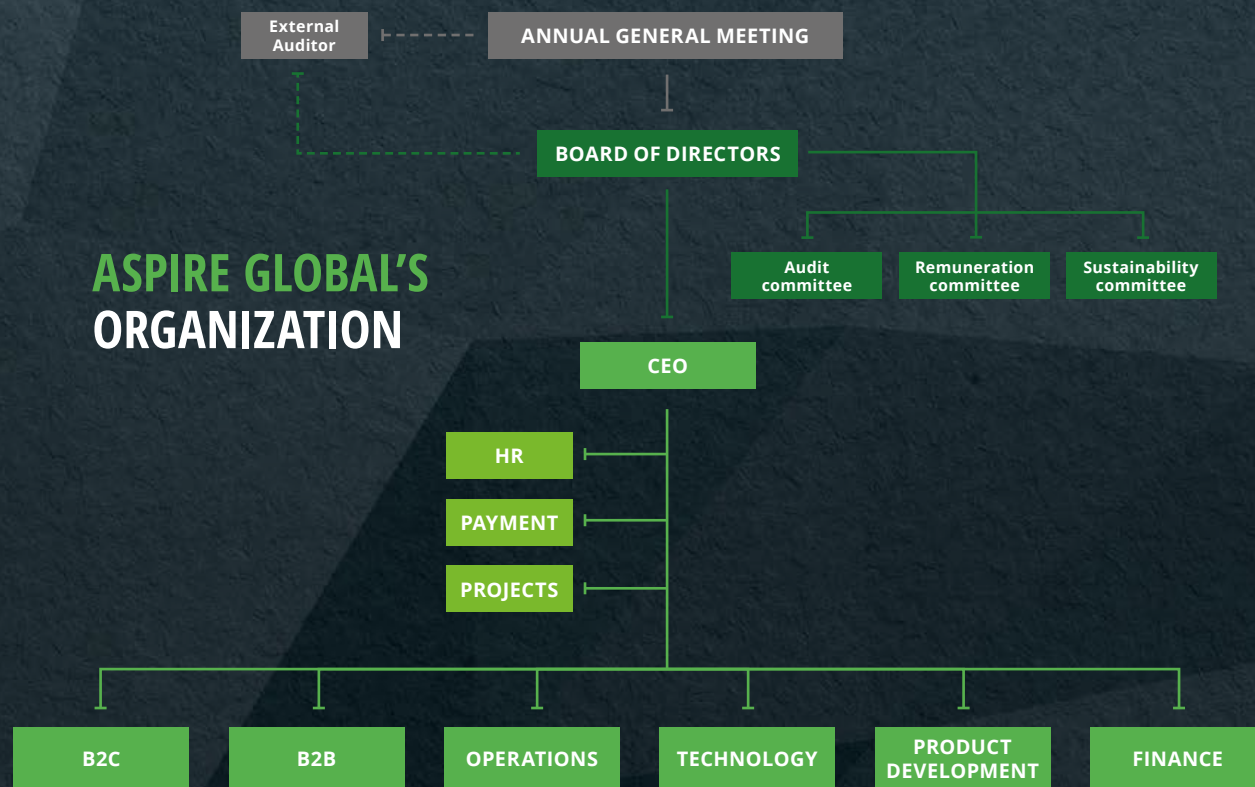 External
Auditor
ANNUAL GENERAL MEETING
BOARD OF DIRECTORS
ASPIRE GLOBAL’S
ORGANIZATION
Audit
committee
Remuneration
committee
Sustainability
committee
CEO
HR
PAYMENT
PROJECTS
B2C
B2B
OPERATIONS
TECHNOLOGY
PRODUCT
DEVELOPMENT
FINANCE